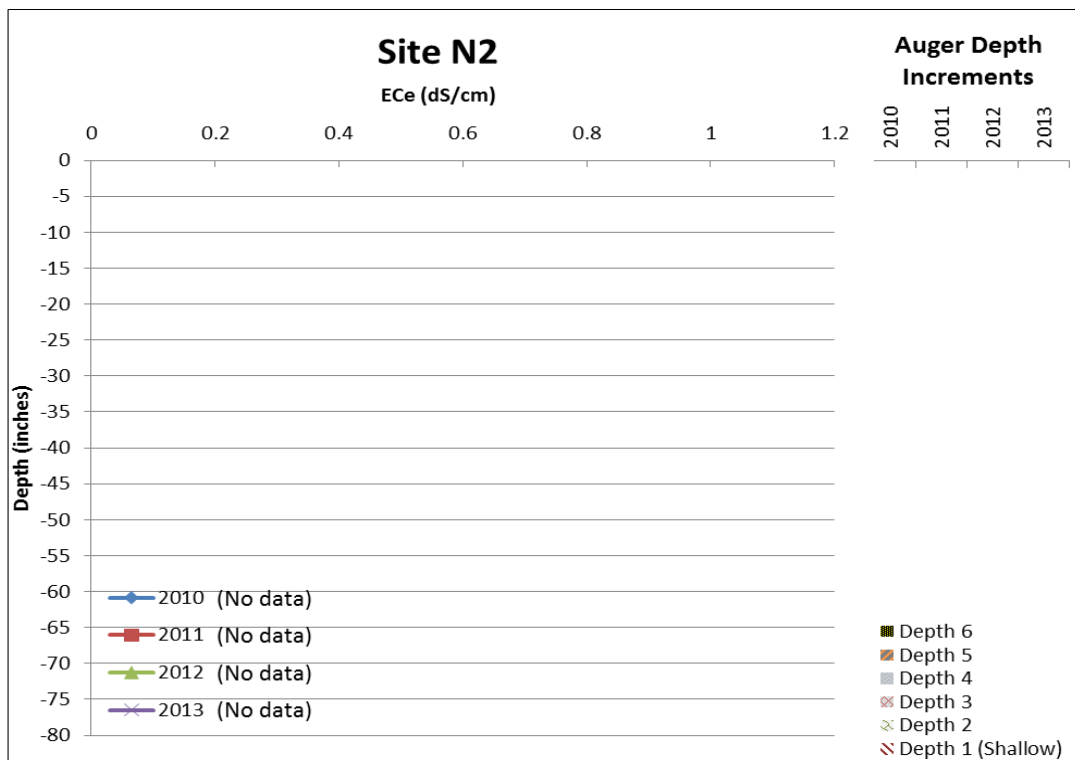 Site N2
ECe (dS/cm)
0 0.2 0.4 0.6 0.8 1 1.2
0
-5
-10
-15
-20
-25
-30
-35
-40
-45
-50
-55
-60
-65
-70
-75
-80
Depth (inches)
2010 (No data)
2011 (No data)
2012 (No data)
2013 (No data)
Auger Depth
Increments
2010
2011
2012
2013
Depth 6
Depth 5
Depth 4
Depth 3
Depth 2
Depth 1 (Shallow)